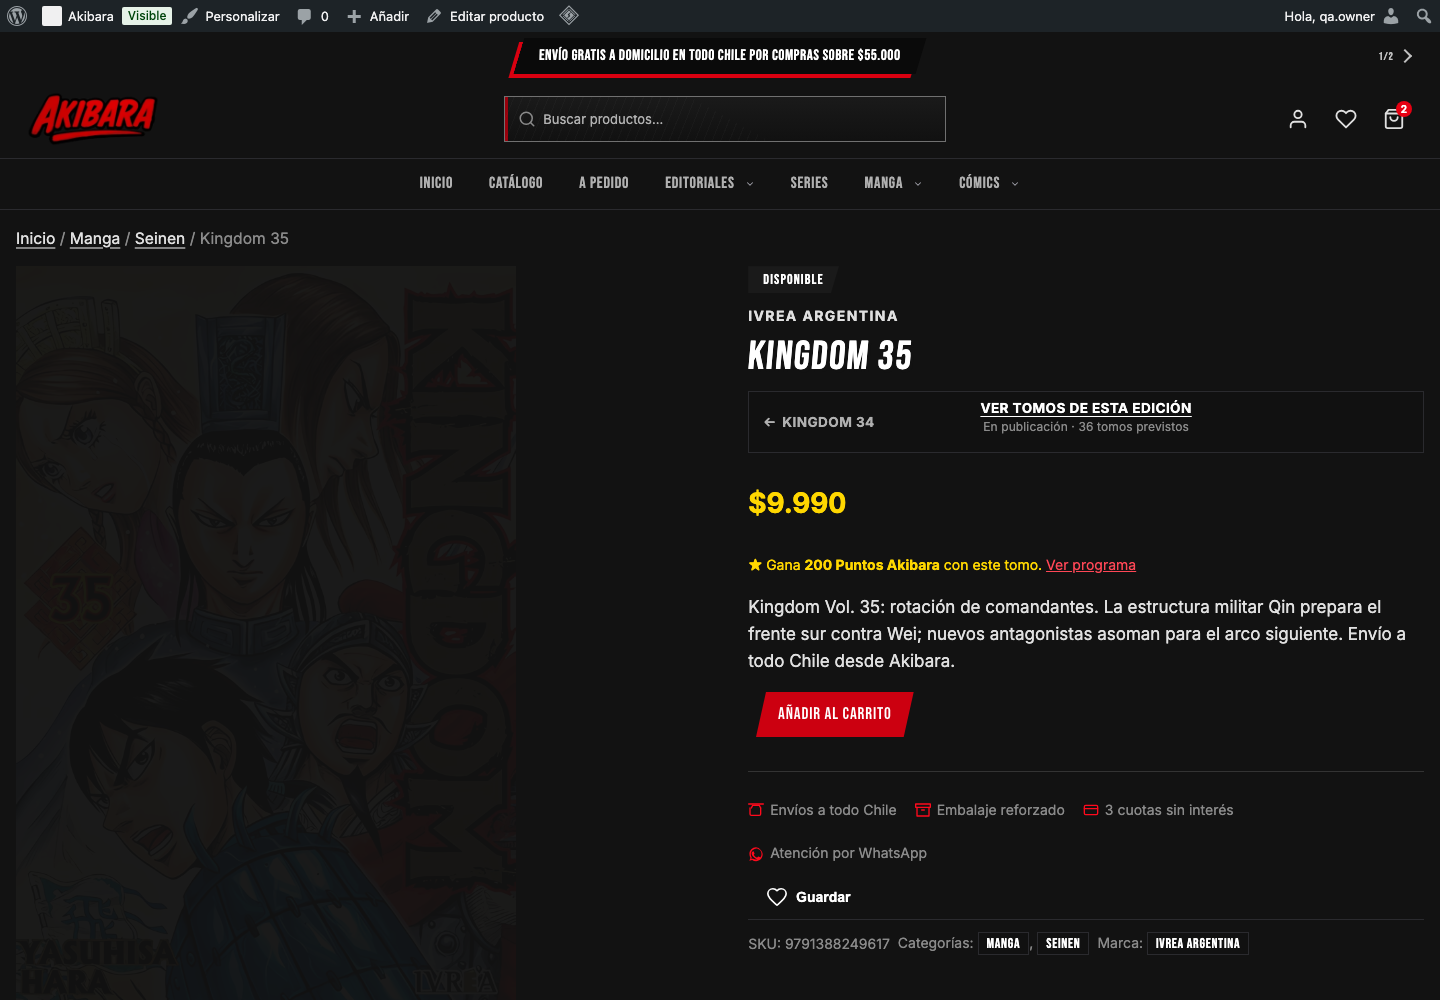 Akibara
Visible
Personalizar
0
Añadir
Editar producto
Hola, qa.owner
ENVÍO GRATIS A DOMICILIO EN TODO CHILE POR COMPRAS SOBRE $55.000
1/2
AKIBARA
Buscar productos...
2
INICIO
CATÁLOGO
A PEDIDO
EDITORIALES
SERIES
MANGA
CÓMICS
Inicio / Manga / Seinen / Kingdom 35
KINGDOM
35
YASUHISA
HARA
IVREA
DISPONIBLE
IVREA ARGENTINA
KINGDOM 35
← KINGDOM 34
VER TOMOS DE ESTA EDICIÓN
En publicación · 36 tomos previstos
$9.990
★ Gana 200 Puntos Akibara con este tomo. Ver programa
Kingdom Vol. 35: rotación de comandantes. La estructura militar Qin prepara el
frente sur contra Wei; nuevos antagonistas asoman para el arco siguiente. Envío a
todo Chile desde Akibara.
AÑADIR AL CARRITO
Envíos a todo Chile
Embalaje reforzado
3 cuotas sin interés
Atención por WhatsApp
Guardar
SKU: 9791388249617 Categorías: MANGA, SEINEN Marca: IVREA ARGENTINA